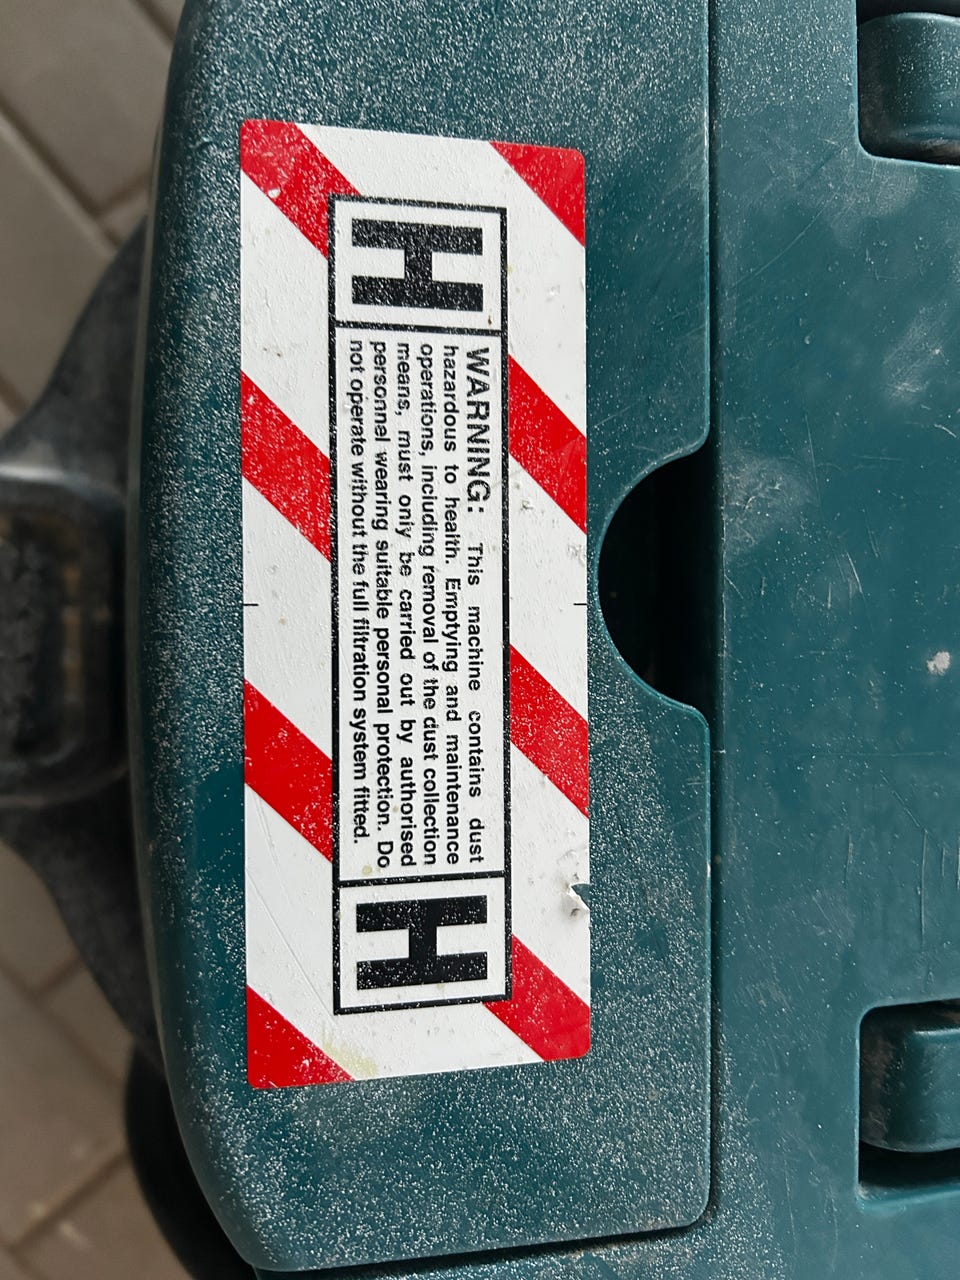 H
WARNING: This machine contains dust
hazardous to health. Emptying and maintenance
operations, including removal of the dust collection
means, must only be carried out by authorised
personnel wearing suitable personal protection. Do
not operate without the full filtration system fitted.
H